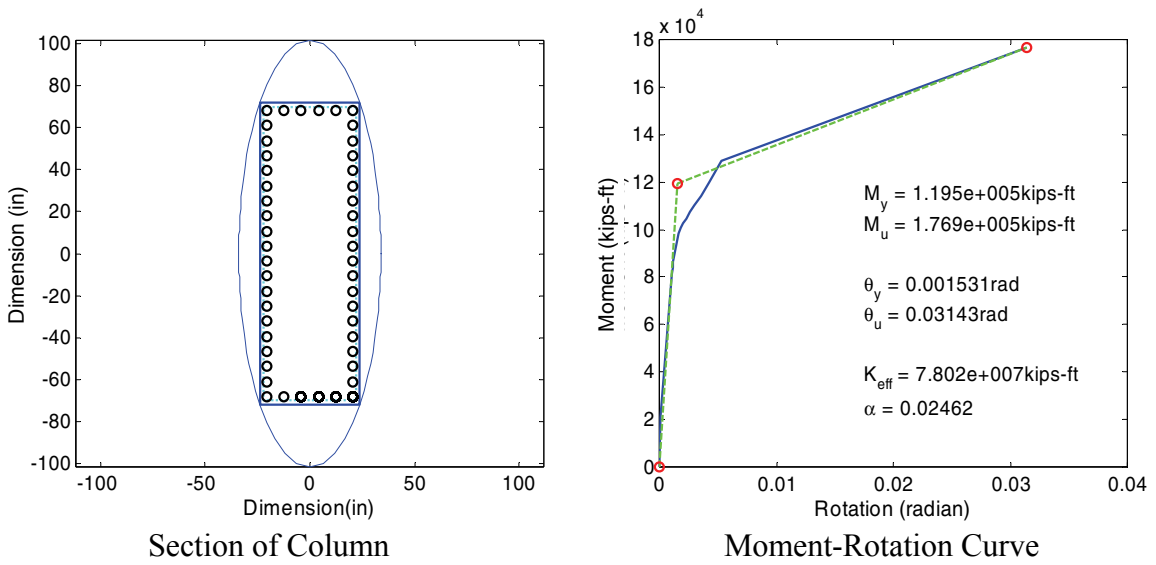 100
80
60
40
20
0
-20
-40
-60
-80
-100
-100
-50
0
50
100
Dimension (in)
Dimension(in)
Section of Column
x 10^4
18
16
14
12
10
8
6
4
2
0
0
0.01
0.02
0.03
0.04
Moment (kips-ft)
Rotation (radian)
M_y = 1.195e+005kips-ft
M_u = 1.769e+005kips-ft
θ_y = 0.001531rad
θ_u = 0.03143rad
K_eff = 7.802e+007kips-ft
α = 0.02462
Moment-Rotation Curve